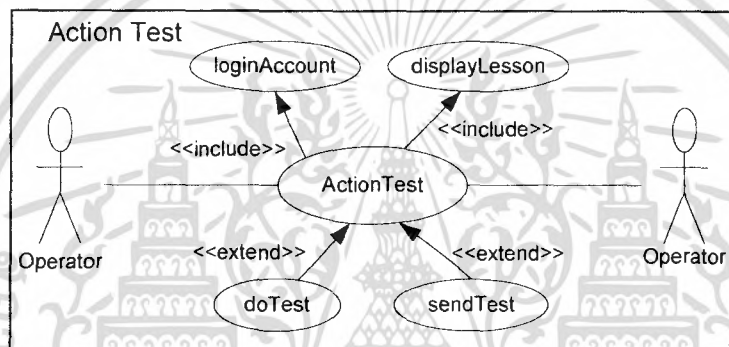 Action Test
loginAccount
displayLesson
<<include>>
<<include>>
ActionTest
<<extend>>
<<extend>>
Operator
Operator
doTest
sendTest